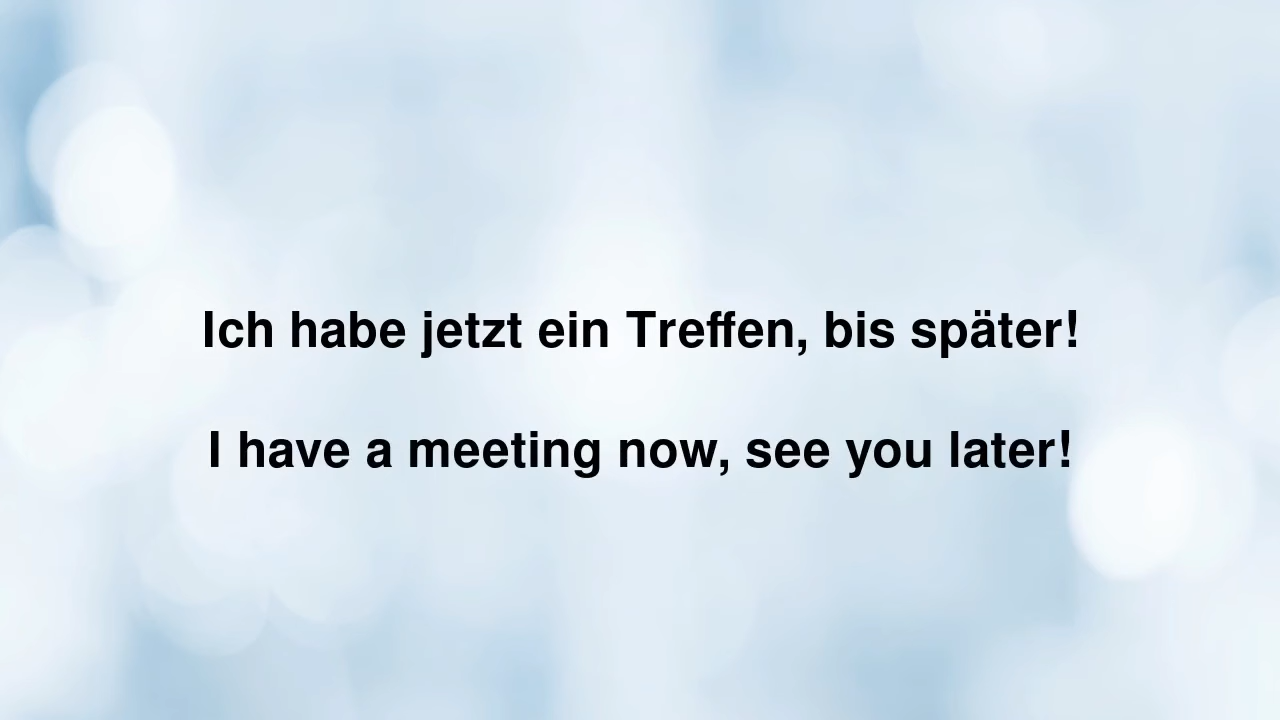 Ich habe jetzt ein Treffen, bis später!
I have a meeting now, see you later!